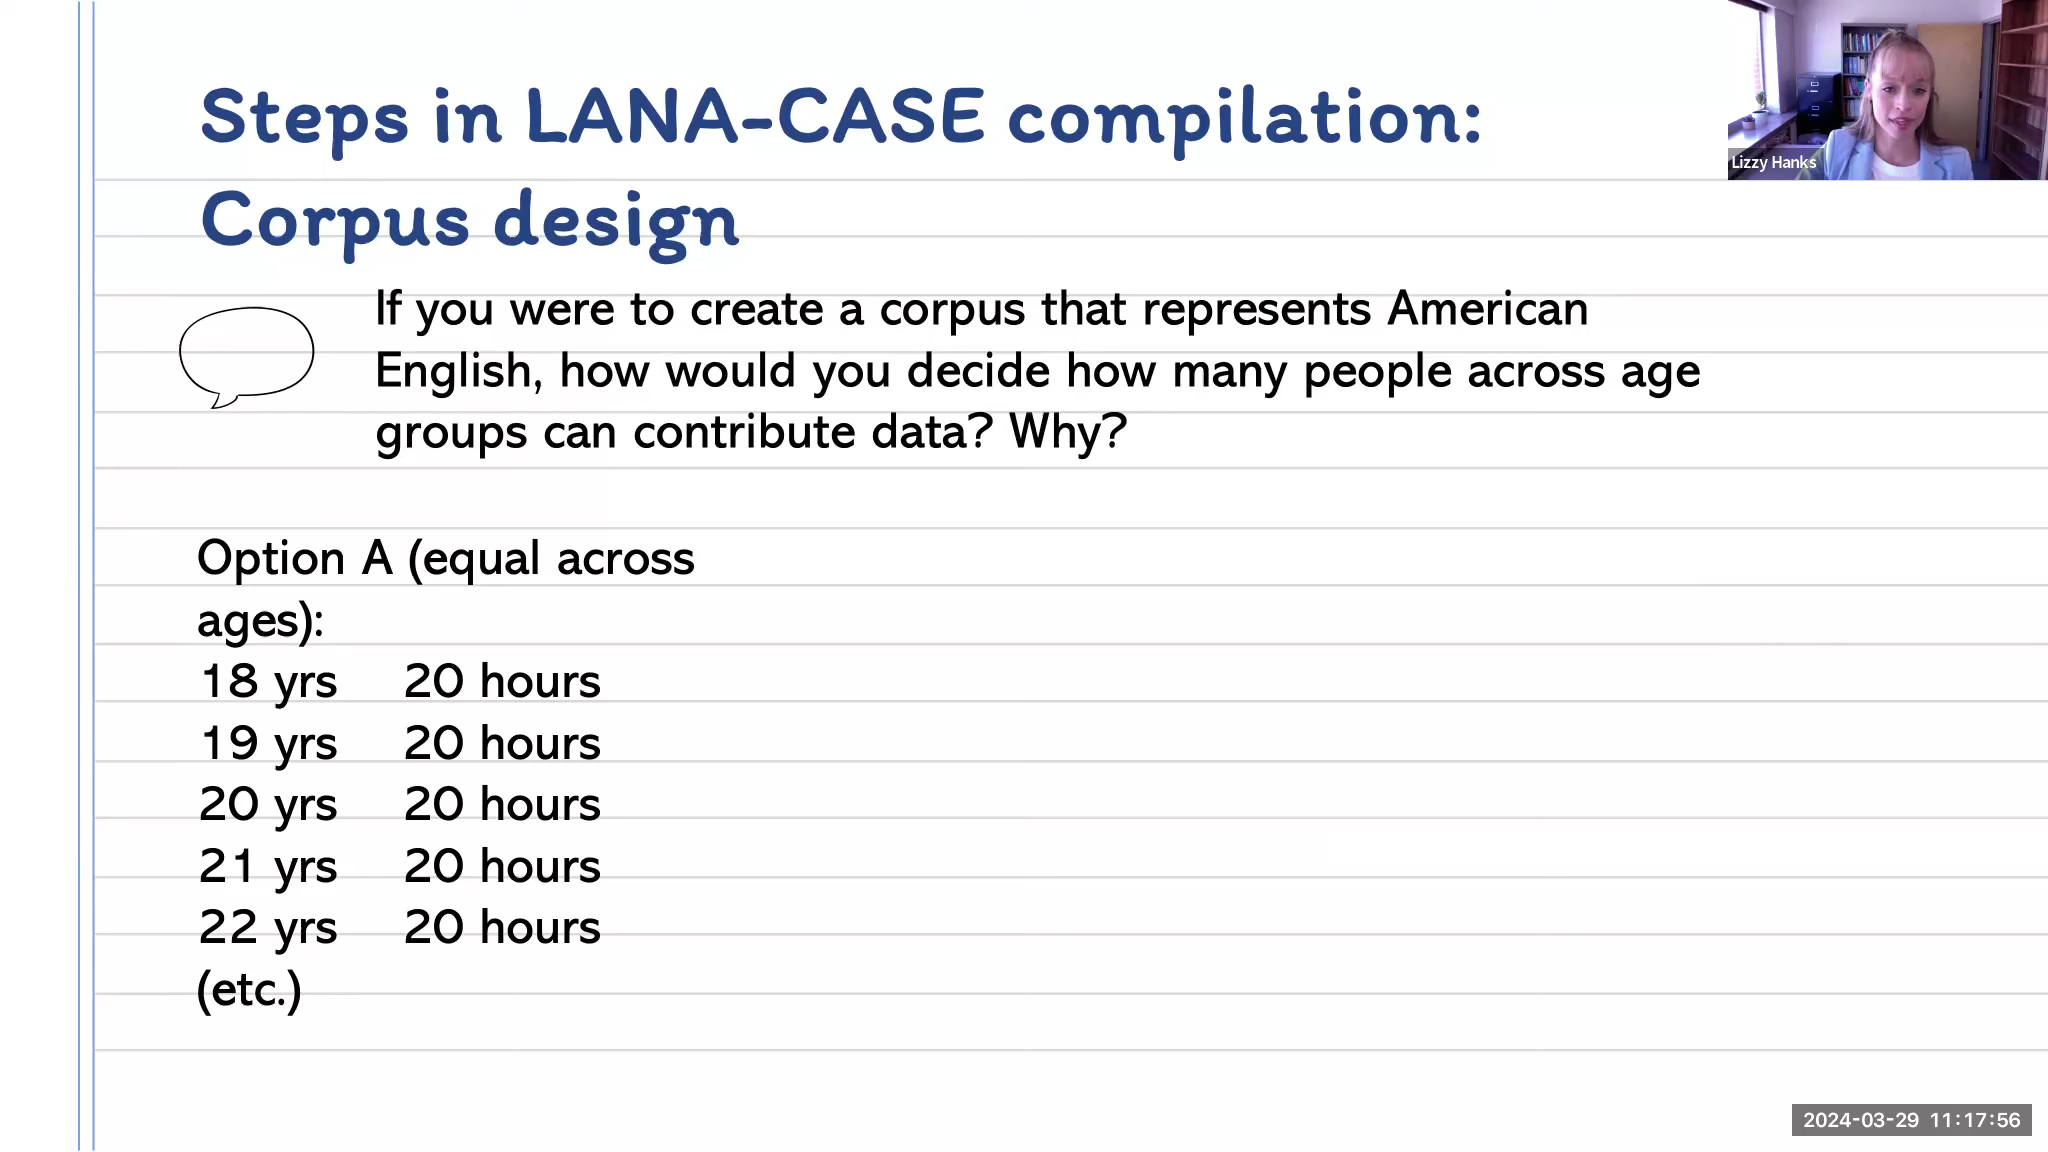 Steps in LANA-CASE compilation:
Corpus design
Lizzy Hanks
If you were to create a corpus that represents American
English, how would you decide how many people across age
groups can contribute data? Why?
Option A (equal across
ages):
18 yrs 20 hours
19 yrs 20 hours
20 yrs 20 hours
21 yrs 20 hours
22 yrs 20 hours
(etc.)
2024-03-29 11:17:56